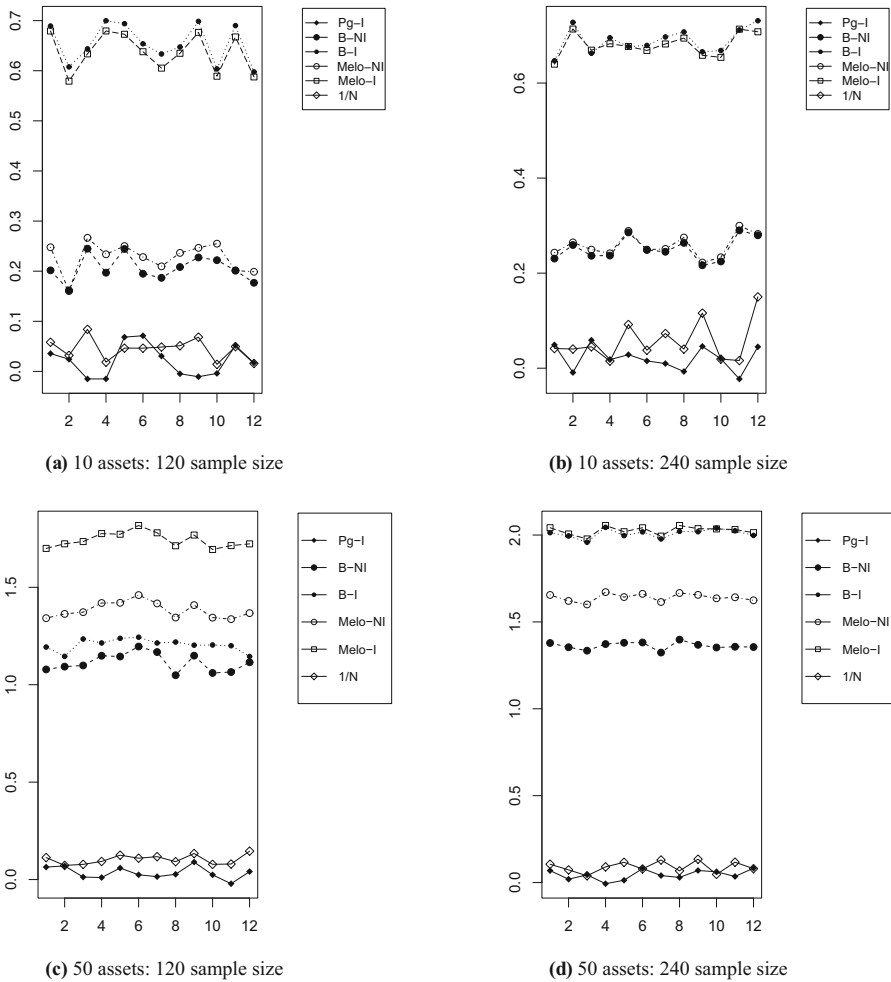 0.7
0.6
0.5
0.4
0.3
0.2
0.1
0.0
2 4 6 8 10 12
Pg−I
B−NI
B−I
Melo−NI
Melo−I
1/N
(a) 10 assets: 120 sample size
0.6
0.4
0.2
0.0
2 4 6 8 10 12
Pg−I
B−NI
B−I
Melo−NI
Melo−I
1/N
(b) 10 assets: 240 sample size
1.5
1.0
0.5
0.0
2 4 6 8 10 12
Pg−I
B−NI
B−I
Melo−NI
Melo−I
1/N
(c) 50 assets: 120 sample size
2.0
1.5
1.0
0.5
0.0
2 4 6 8 10 12
Pg−I
B−NI
B−I
Melo−NI
Melo−I
1/N
(d) 50 assets: 240 sample size